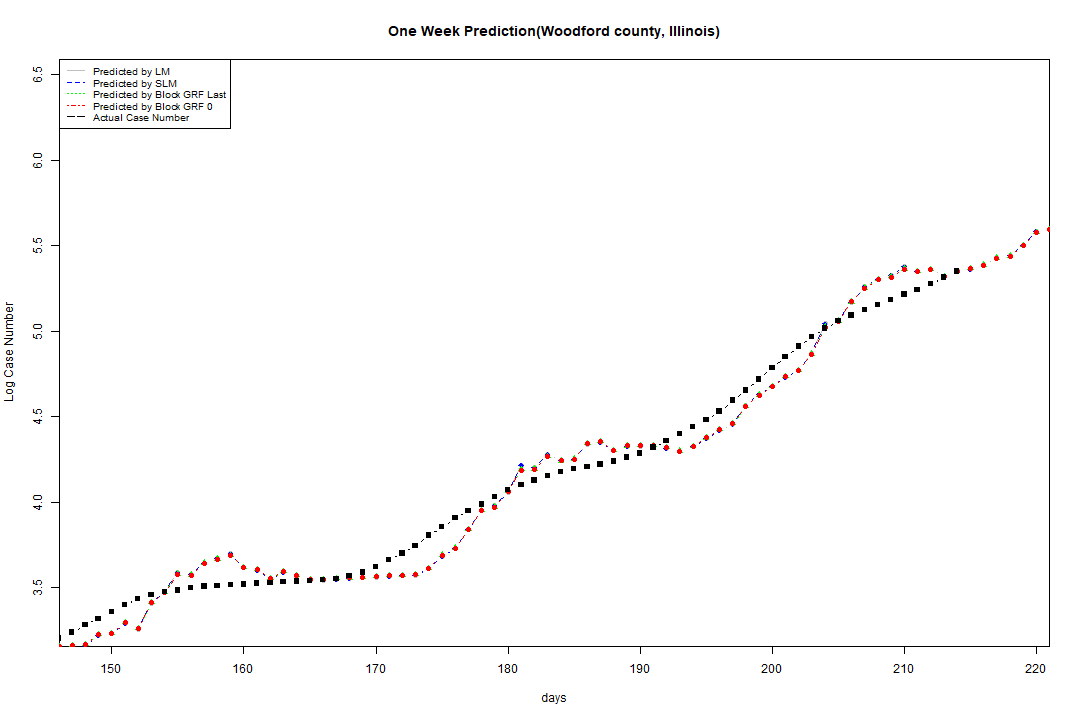 One Week Prediction(Woodford county, Illinois)
Predicted by LM
Predicted by SLM
Predicted by Block GRF Last
Predicted by Block GRF 0
Actual Case Number
6.5
6.0
5.5
5.0
4.5
4.0
3.5
Log Case Number
150 160 170 180 190 200 210 220
days